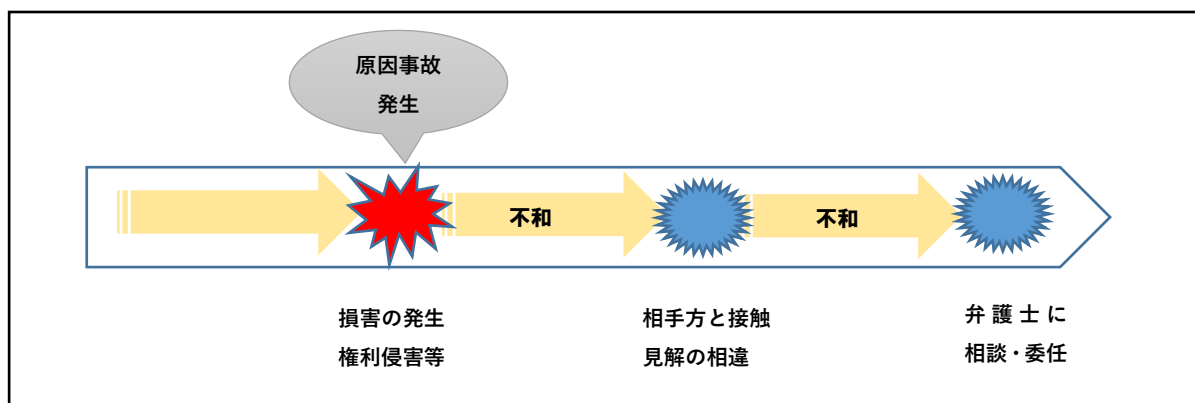 原因事故
発生
不和
不和
損害の発生
権利侵害等
相手方と接触
見解の相違
弁護士に
相談・委任